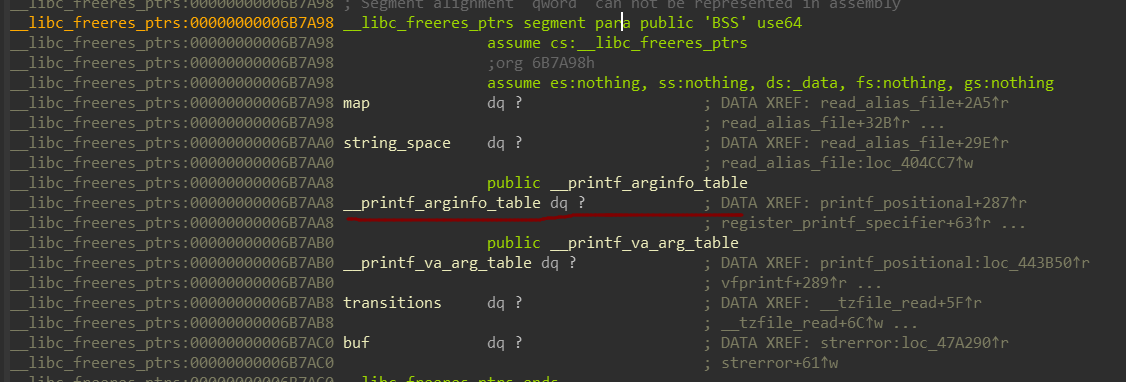 __libc_freeres_ptrs:00000000006B7A98 ; Segment alignment 'qword' can not be represented in assembly
__libc_freeres_ptrs:00000000006B7A98 __libc_freeres_ptrs segment para public 'BSS' use64
__libc_freeres_ptrs:00000000006B7A98 assume cs:__libc_freeres_ptrs
__libc_freeres_ptrs:00000000006B7A98 ;org 6B7A98h
__libc_freeres_ptrs:00000000006B7A98 assume es:nothing, ss:nothing, ds:_data, fs:nothing, gs:nothing
__libc_freeres_ptrs:00000000006B7A98 map dq ? ; DATA XREF: read_alias_file+2A5↑r
__libc_freeres_ptrs:00000000006B7A98 ; read_alias_file+32B↑r ...
__libc_freeres_ptrs:00000000006B7AA0 string_space dq ? ; DATA XREF: read_alias_file+29E↑r
__libc_freeres_ptrs:00000000006B7AA0 ; read_alias_file:loc_404CC7↑w
__libc_freeres_ptrs:00000000006B7AA8 public __printf_arginfo_table
__libc_freeres_ptrs:00000000006B7AA8 __printf_arginfo_table dq ? ; DATA XREF: printf_positional+287↑r
__libc_freeres_ptrs:00000000006B7AA8 ; register_printf_specifier+63↑r ...
__libc_freeres_ptrs:00000000006B7AB0 public __printf_va_arg_table
__libc_freeres_ptrs:00000000006B7AB0 __printf_va_arg_table dq ? ; DATA XREF: printf_positional:loc_443B50↑r
__libc_freeres_ptrs:00000000006B7AB0 ; vfprintf+289↑r ...
__libc_freeres_ptrs:00000000006B7AB8 transitions dq ? ; DATA XREF: __tzfile_read+5F↑r
__libc_freeres_ptrs:00000000006B7AB8 ; __tzfile_read+6C↑w ...
__libc_freeres_ptrs:00000000006B7AC0 buf dq ? ; DATA XREF: strerror:loc_47A290↑r
__libc_freeres_ptrs:00000000006B7AC0 ; strerror+61↑w
__libc_freeres_ptrs:00000000006B7AC0 __libc_freeres_ptrs ends